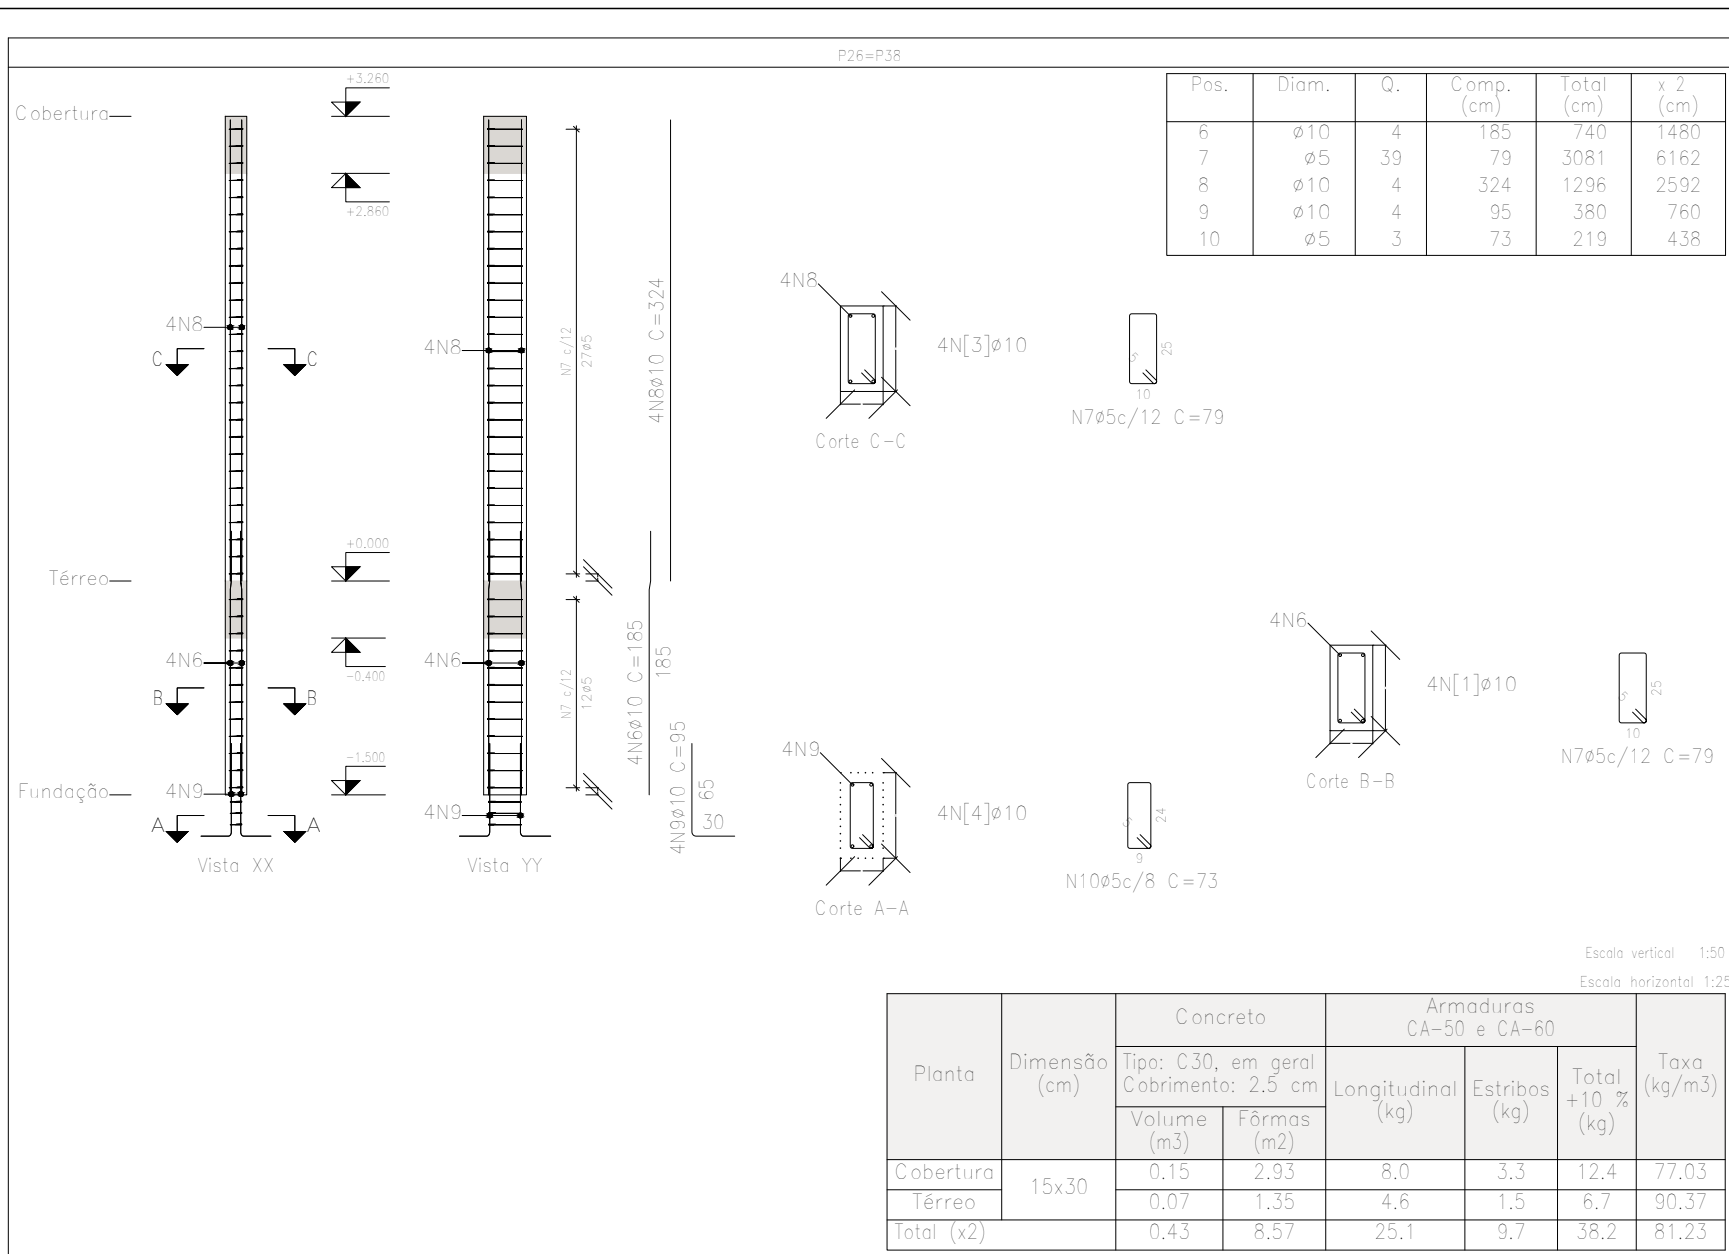 P26=P38
Pos. Diam. Q. Comp. (cm) Total (cm) x 2 (cm)
6 ø10 4 185 740 1480
7 ø5 39 79 3081 6162
8 ø10 4 324 1296 2592
9 ø10 4 95 380 760
10 ø5 3 73 219 438
Cobertura
+3.260
+2.860
4N8
C C
Térreo
+0.000
4N6
-0.400
B B
-1.500
Fundação
4N9
A A
Vista XX
4N8
4N6
4N9
Vista YY
N7 c/12
27ø5
N7 c/12
12ø5
4N8ø10 C=324
4N6ø10 C=185
185
4N9ø10 C=95
65
30
4N8
4N[3]ø10
Corte C-C
5
25
10
N7ø5c/12 C=79
4N6
4N[1]ø10
Corte B-B
5
25
10
N7ø5c/12 C=79
4N9
4N[4]ø10
Corte A-A
5
24
9
N10ø5c/8 C=73
Escala vertical 1:50
Escala horizontal 1:25
Planta
Dimensão
(cm)
Concreto
Tipo: C30, em geral
Cobrimento: 2.5 cm
Volume
(m3)
Fôrmas
(m2)
Armaduras
CA-50 e CA-60
Longitudinal
(kg)
Estribos
(kg)
Total
+10 %
(kg)
Taxa
(kg/m3)
Cobertura 15x30 0.15 2.93 8.0 3.3 12.4 77.03
Térreo 0.07 1.35 4.6 1.5 6.7 90.37
Total (x2) 0.43 8.57 25.1 9.7 38.2 81.23